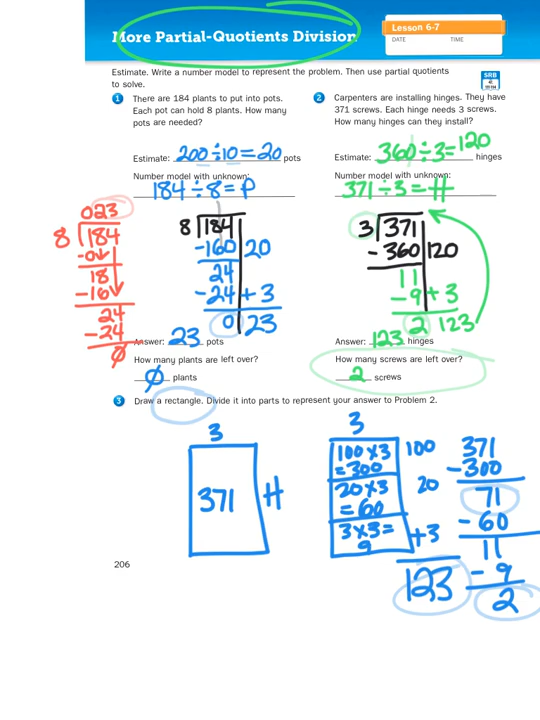 More Partial-Quotients Division
Lesson 6-7
DATE TIME
Estimate. Write a number model to represent the problem. Then use partial quotients
to solve.
SRB
1 There are 184 plants to put into pots.
Each pot can hold 8 plants. How many
pots are needed?
Estimate: 200 ÷ 10 = 20 pots
Number model with unknown:
184 ÷ 8 = P
023
8 184
-0
18
-16
24
-24
0
8 184
-160 20
24
-24 + 3
0 23
Answer: 23 pots
How many plants are left over?
0 plants
2 Carpenters are installing hinges. They have
371 screws. Each hinge needs 3 screws.
How many hinges can they install?
Estimate: 360 ÷ 3 = 120 hinges
Number model with unknown:
371 ÷ 3 = H
3 371
- 360 120
11
- 9 + 3
2 123
Answer: 123 hinges
How many screws are left over?
2 screws
3 Draw a rectangle. Divide it into parts to represent your answer to Problem 2.
3
371 H
3
100 x 3 100
= 300
20 x 3 20
= 60
3 x 3 = +3
9
123
371
-300
71
- 60
11
- 9
2
206